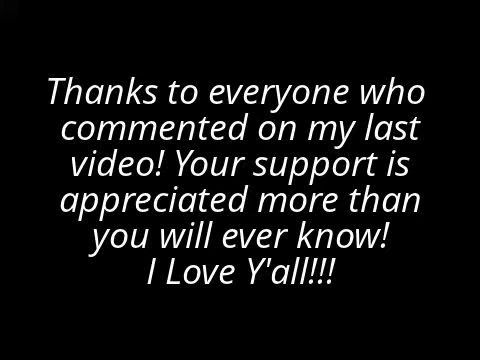 Thanks to everyone who
commented on my last
video! Your support is
appreciated more than
you will ever know!
I Love Y'all!!!